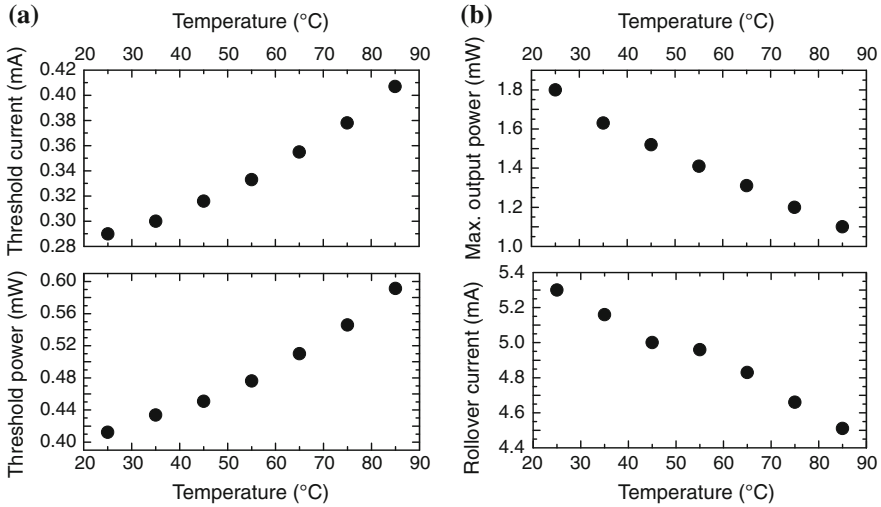 (a)
Temperature (°C)
20 30 40 50 60 70 80 90
Threshold current (mA)
0.42
0.40
0.36
0.32
0.30
0.28
Threshold power (mW)
0.60
0.56
0.52
0.48
0.44
0.40
20 30 40 50 60 70 80 90
Temperature (°C)
(b)
Temperature (°C)
20 30 40 50 60 70 80 90
Max. output power (mW)
1.8
1.6
1.4
1.2
1.0
Rollover current (mA)
5.4
5.2
5.0
4.8
4.6
4.4
20 30 40 50 60 70 80 90
Temperature (°C)